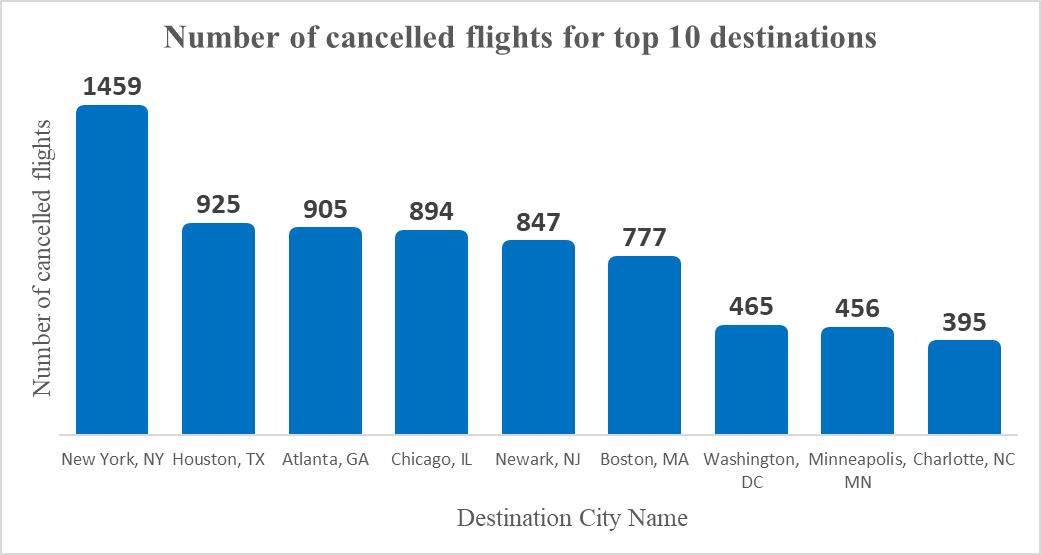 Number of cancelled flights for top 10 destinations
Number of cancelled flights
1459
925
905
894
847
777
465
456
395
New York, NY
Houston, TX
Atlanta, GA
Chicago, IL
Newark, NJ
Boston, MA
Washington,
DC
Minneapolis,
MN
Charlotte, NC
Destination City Name